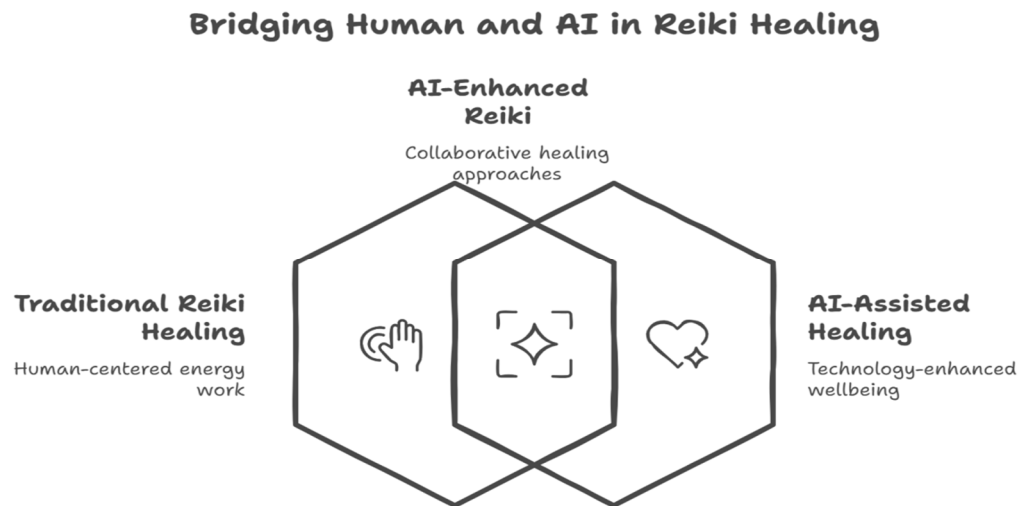 Bridging Human and AI in Reiki Healing
AI-Enhanced
Reiki
Collaborative healing
approaches
Traditional Reiki
Healing
Human-centered energy
work
AI-Assisted
Healing
Technology-enhanced
wellbeing